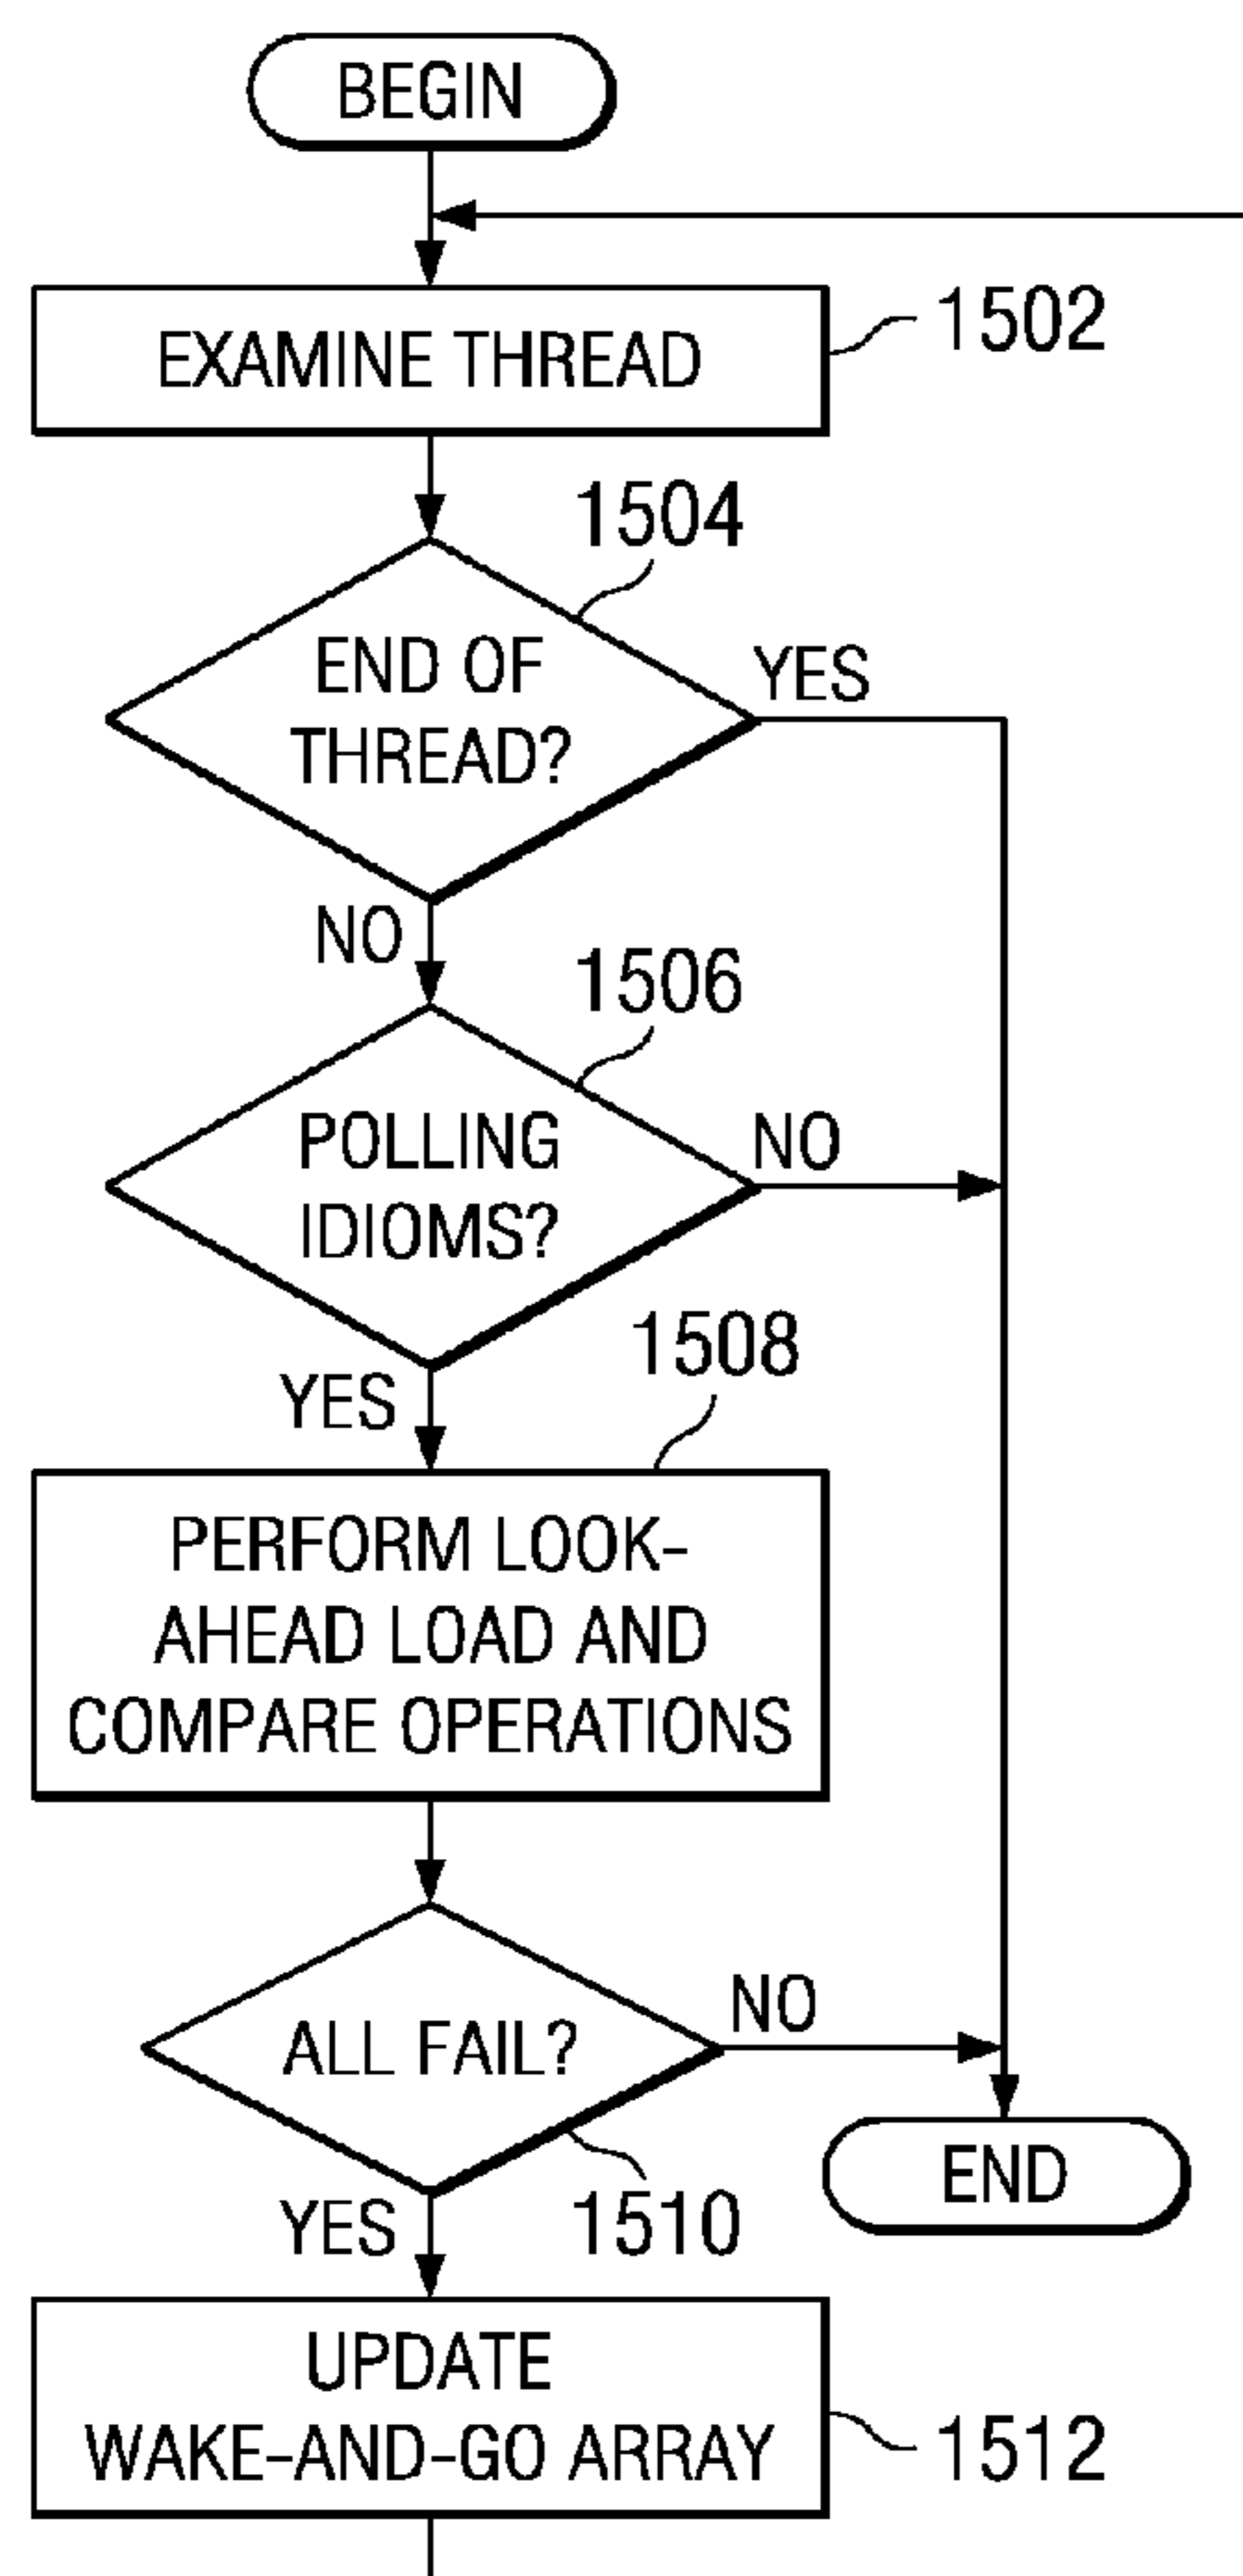 BEGIN
EXAMINE THREAD
1502
1504
END OF
THREAD?
YES
NO
1506
POLLING
IDIOMS?
NO
YES
1508
PERFORM LOOK-
AHEAD LOAD AND
COMPARE OPERATIONS
ALL FAIL?
NO
YES
1510
END
UPDATE
WAKE-AND-GO ARRAY
1512